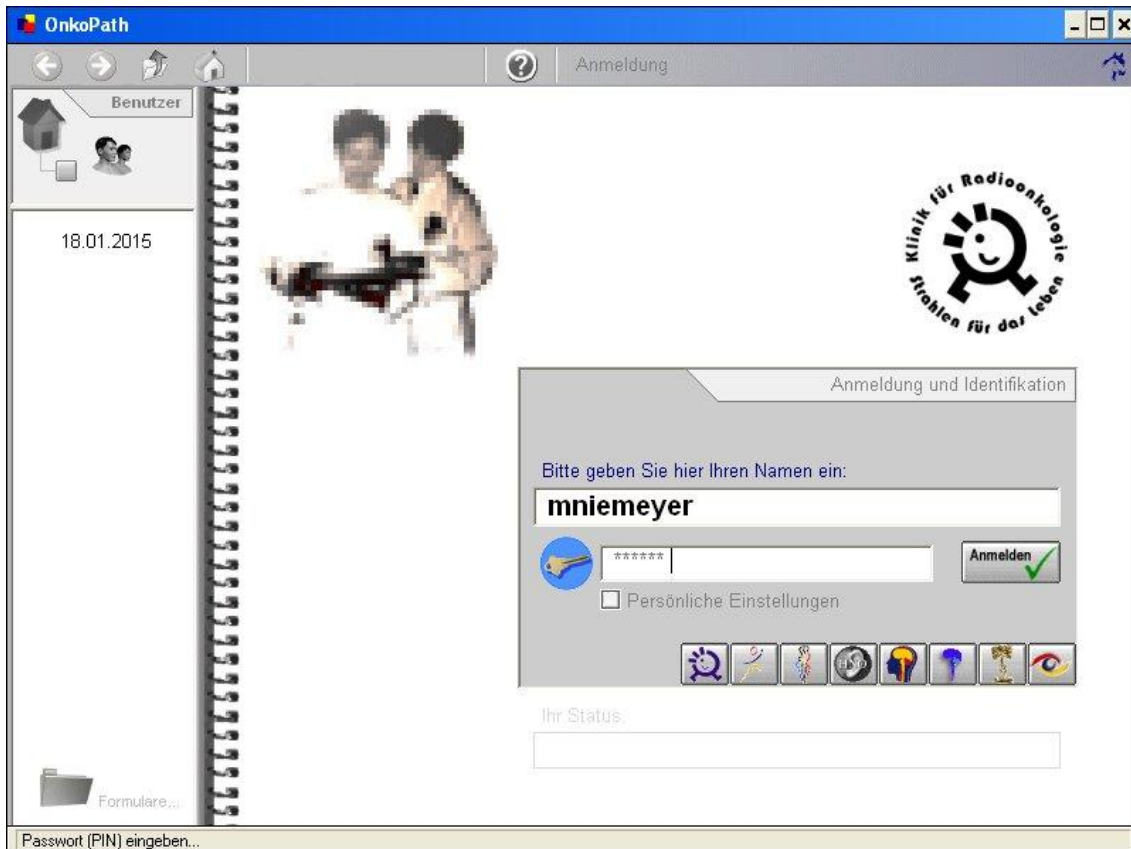 OnkoPath
Anmeldung
Benutzer
18.01.2015
Klinik für Radioonkologie
Strahlen für das Leben
Anmeldung und Identifikation
Bitte geben Sie hier Ihren Namen ein:
mniemeyer
******
Anmelden
Persönliche Einstellungen
HNO
Ihr Status:
Formulare...
Passwort (PIN) eingeben...